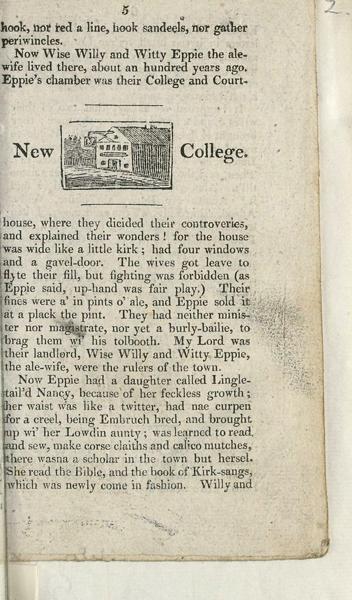 5
2
hook, not red a line, hook sandeels, nor gather
periwincles.
Now Wise Willy and Witty Eppie the ale-
wife lived there, about an hundred years ago.
Eppie's chamber was their College and Court-
New College.
house, where they dicided their controveries,
and explained their wonders! for the house
was wide like a little kirk; had four windows
and a gavel-door. The wives got leave to
flyte their fill, but fighting was forbidden (as
Eppie said, up-hand was fair play.) Their
fines were a' in pints o' ale, and Eppie sold it
at a plack the pint. They had neither minis-
ter nor magistrate, nor yet a burly-bailie, to
brag them wi' his tolbooth. My Lord was
their landlord, Wise Willy and Witty Eppie,
the ale-wife, were the rulers of the town.
Now Eppie had a daughter called Lingle-
tail'd Nancy, because of her feckless growth;
her waist was like a twitter, had nae curpen
for a creel, being Embruch bred, and brought
up wi' her Lowdin aunty; was learned to read
and sew, make corse claiths and calico mutches,
there wasna a scholar in the town but hersel.
She read the Bible, and the book of Kirk-sangs,
which was newly come in fashion. Willy and